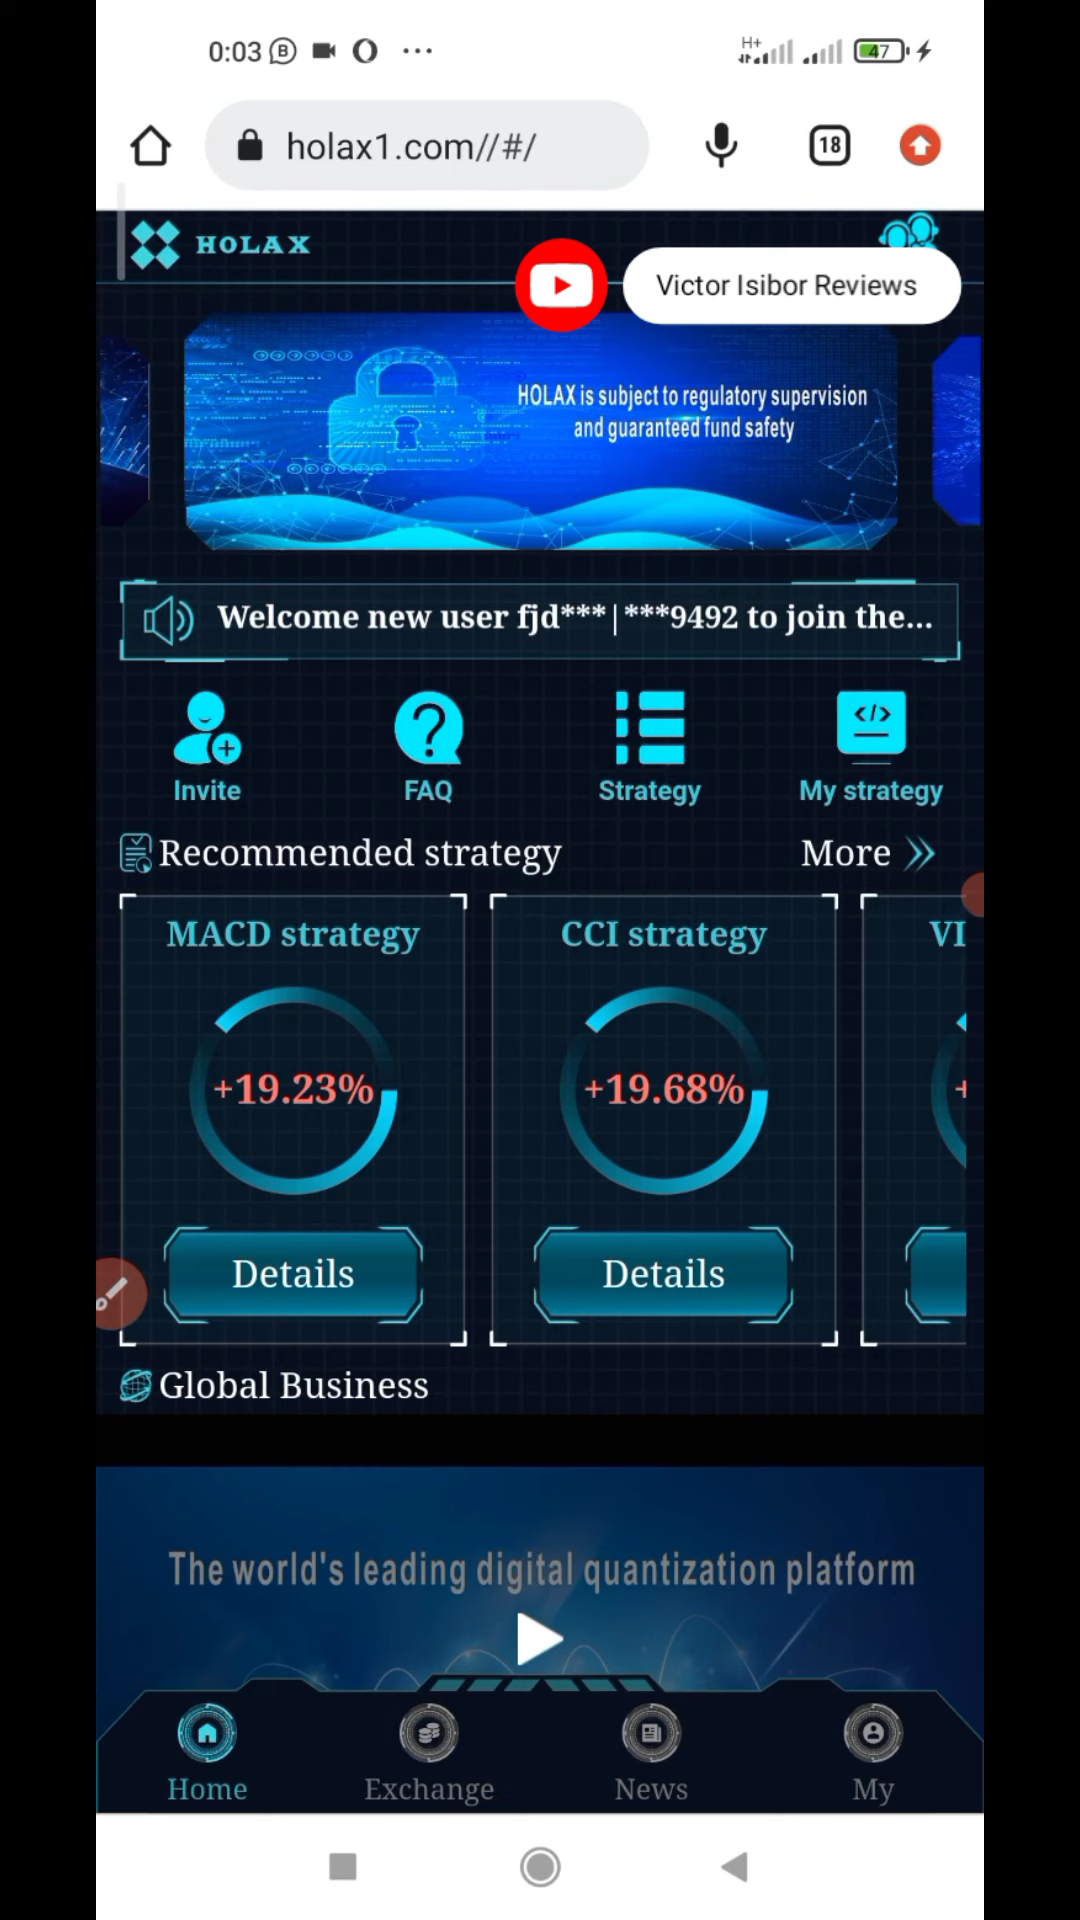 0:03
H+
47
holax1.com//#/
18
HOLAX
Victor Isibor Reviews
HOLAX is subject to regulatory supervision
and guaranteed fund safety
Welcome new user fjd***|***9492 to join the...
Invite
FAQ
Strategy
My strategy
Recommended strategy
More
MACD strategy
CCI strategy
VI
+19.23%
+19.68%
+
Details
Details
Global Business
The world's leading digital quantization platform
Home
Exchange
News
My